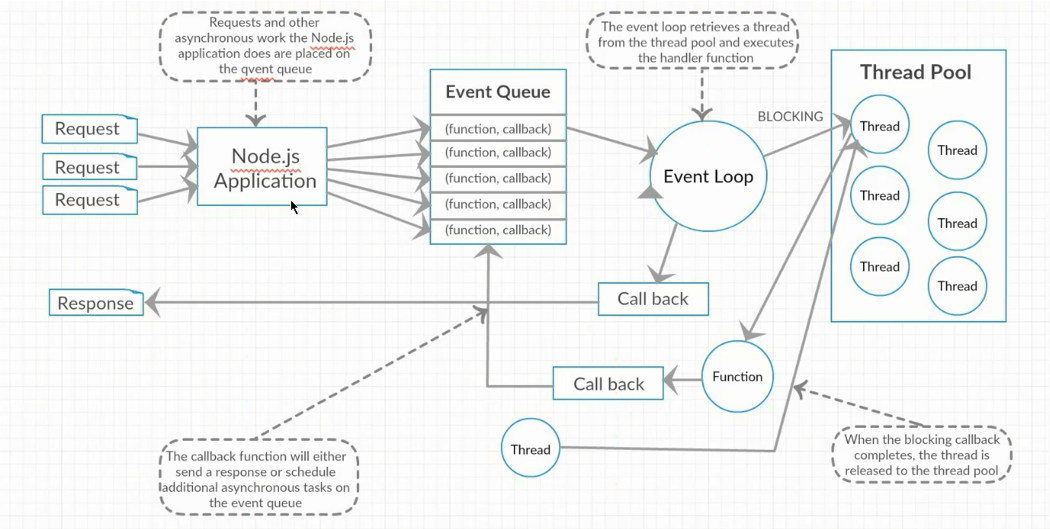 Requests and other
asynchronous work the Node.js
application does are placed on
the qvent queue
The event loop retrieves a thread
from the thread pool and executes
the handler function
Request
Request
Request
Node.js
Application
Event Queue
(function, callback)
(function, callback)
(function, callback)
(function, callback)
(function, callback)
Event Loop
BLOCKING
Thread Pool
Thread
Thread
Thread
Thread
Thread
Thread
Response
Call back
Call back
Function
Thread
The callback function will either
send a response or schedule
additional asynchronous tasks on
the event queue
When the blocking callback
completes, the thread is
released to the thread pool